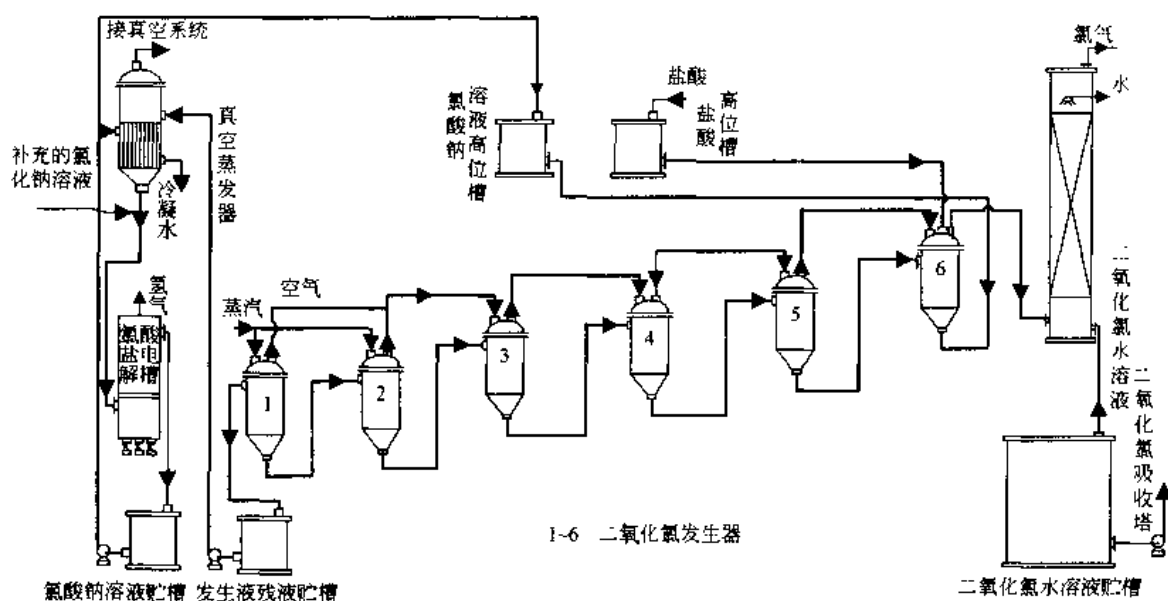 接真空系统
真空蒸发器
补充的氯
化钠溶液
冷凝水
氢气
氯酸
盐电
解槽
氯酸钠溶液贮槽
发生液残液贮槽
蒸汽
空气
氯酸钠
溶液高位槽
盐酸
盐酸
高位槽
1
2
3
4
5
6
1~6 二氧化氯发生器
氯气
水
二氧化氯水溶液
二氧化氯吸收塔
二氧化氯水溶液贮槽